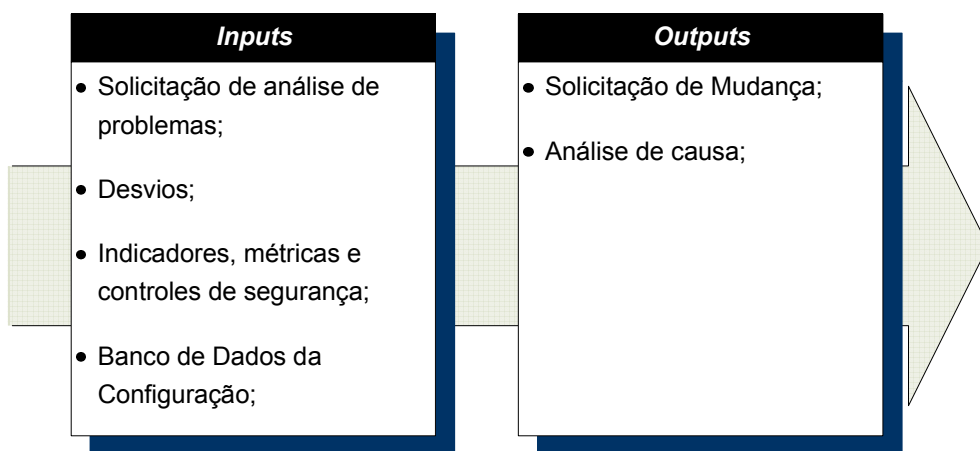 Inputs
• Solicitação de análise de
problemas;
• Desvios;
• Indicadores, métricas e
controles de segurança;
• Banco de Dados da
Configuração;
Outputs
• Solicitação de Mudança;
• Análise de causa;